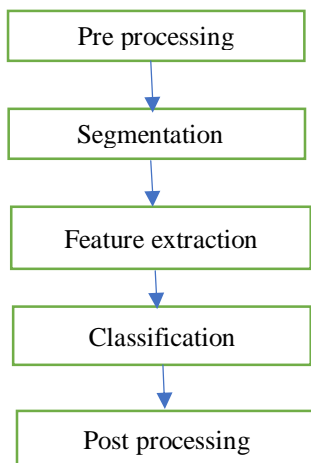 Pre processing
Segmentation
Feature extraction
Classification
Post processing